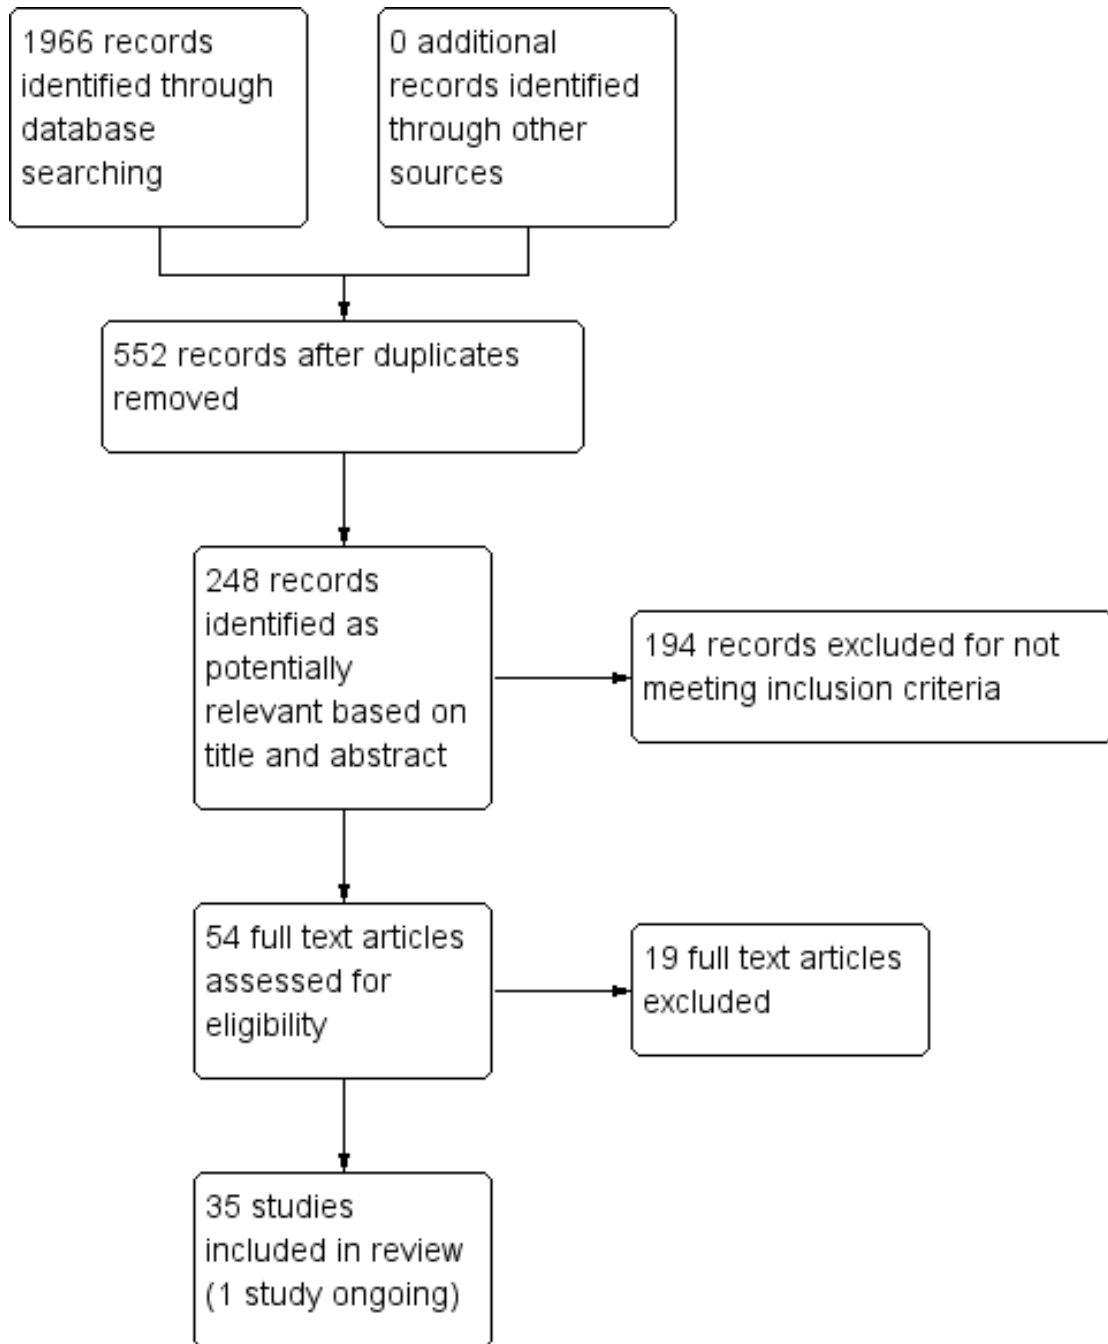 1966 records
identified through
database
searching
0 additional
records identified
through other
sources
552 records after duplicates
removed
248 records
identified as
potentially
relevant based on
title and abstract
194 records excluded for not
meeting inclusion criteria
54 full text articles
assessed for
eligibility
19 full text articles
excluded
35 studies
included in review
(1 study ongoing)